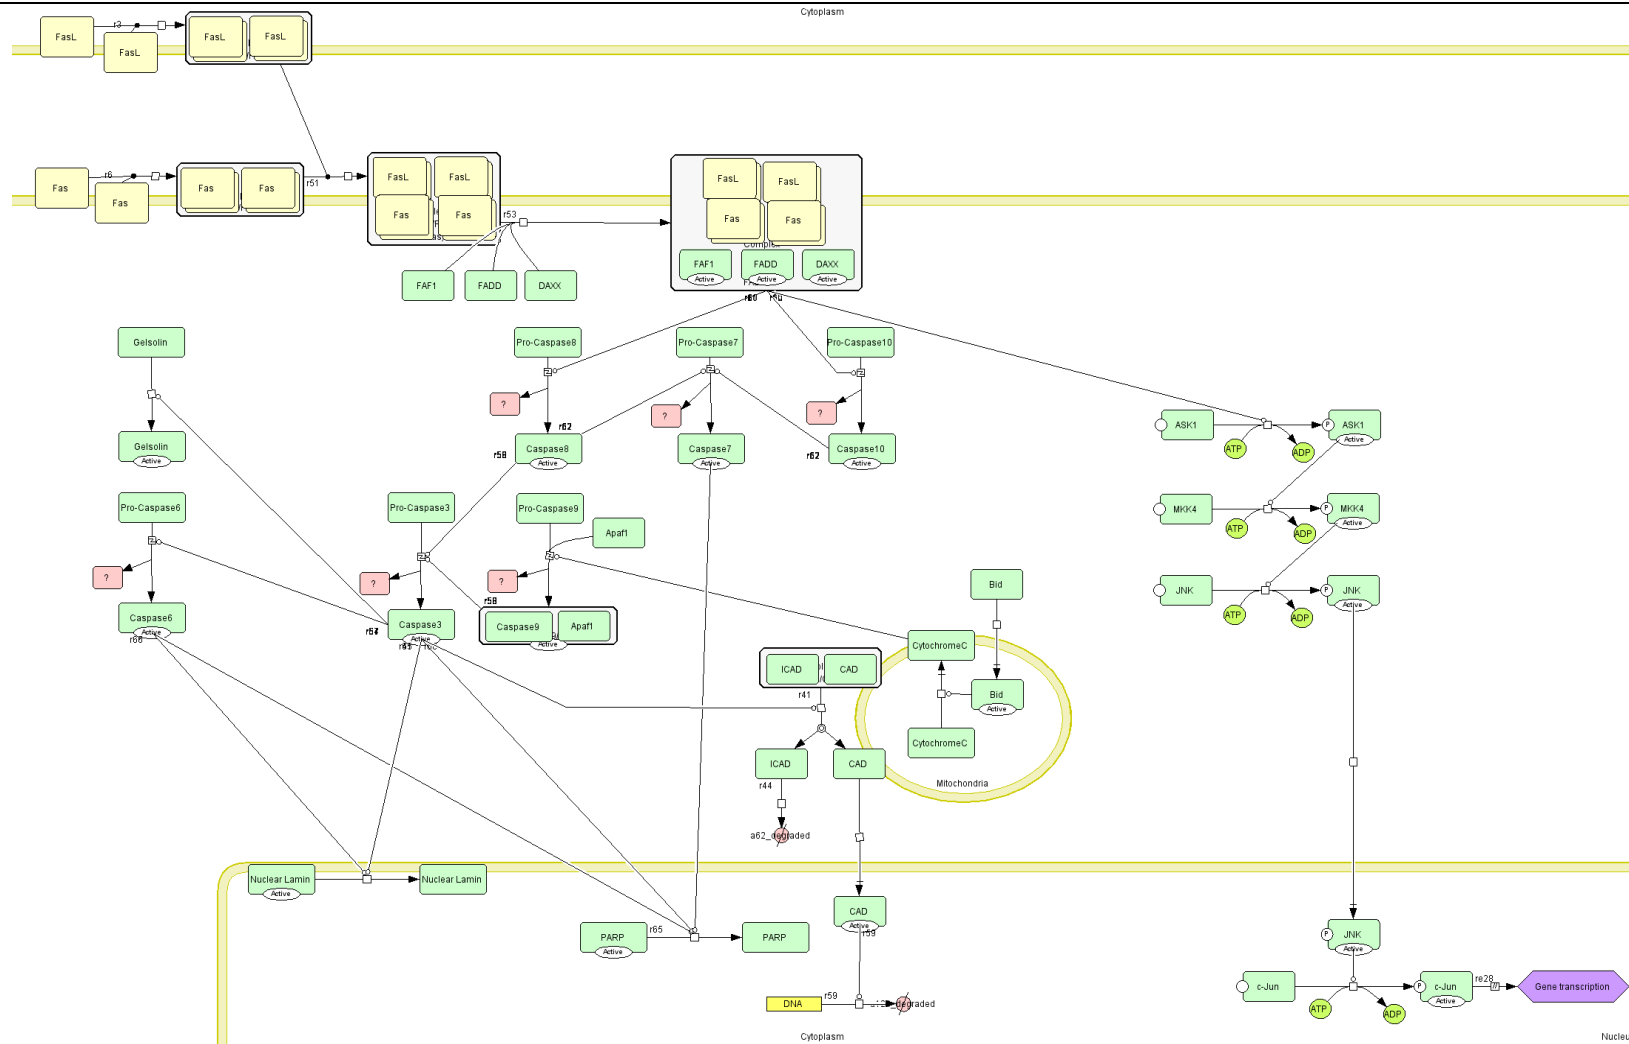 Cytoplasm
FasL
r3
FasL
FasL
FasL
Fas
r6
Fas
Fas
Fas
r51
FasL
FasL
Fas
Fas
r53
FasL
FasL
Fas
Fas
FAF1
Active
FADD
Active
DAXX
Active
FAF1
FADD
DAXX
Gelsolin
Pro-Caspase8
Pro-Caspase7
Pro-Caspase10
?
?
?
Gelsolin
Active
Caspase8
Active
Caspase7
Active
Caspase10
Active
ASK1
P
ASK1
Active
ATP
ADP
Pro-Caspase6
Pro-Caspase3
Pro-Caspase9
Apaf1
MKK4
P
MKK4
Active
ATP
ADP
?
?
?
Bid
JNK
P
JNK
Active
ATP
ADP
Caspase6
Active
r66
Caspase3
Active
Caspase9
Apaf1
Active
CytochromeC
ICAD
CAD
r41
Bid
Active
CytochromeC
ICAD
CAD
r44
Mitochondria
a62_degraded
Nuclear Lamin
Active
Nuclear Lamin
CAD
Active
r59
PARP
Active
r65
PARP
P
JNK
Active
DNA
r59
c-Jun
P
c-Jun
Active
re28
Gene transcription
ATP
ADP
Cytoplasm
Nucleu